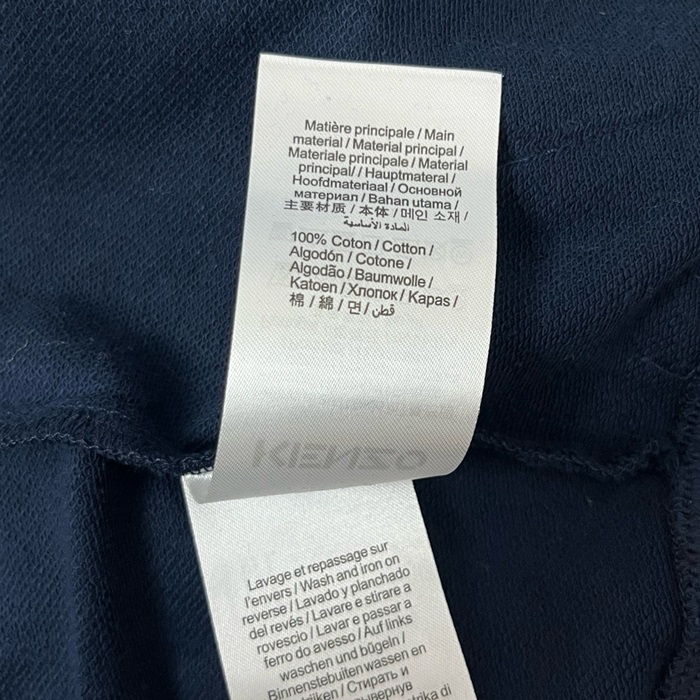 Matière principale / Main
material / Material principal /
Materiale principale / Material
principal/ / Hauptmateral /
Hoofdmateriaal / Основной
материал / Bahan utama /
主要材质 / 本体 / 메인 소재 /
المادة الأساسية
100% Coton / Cotton /
Algodón / Cotone /
Algodão / Baumwolle /
Katoen / Хлопок / Kapas /
棉 / 綿 / 면 / قطن
KENZO
Lavage et repassage sur
l'envers / Wash and iron on
reverse / Lavado y planchado
del revés / Lavare e stirare a
rovescio / Lavar e passar a
ferro do avesso / Auf links
waschen und bügeln /
Binnenstebuiten wassen en
/ Стирать и